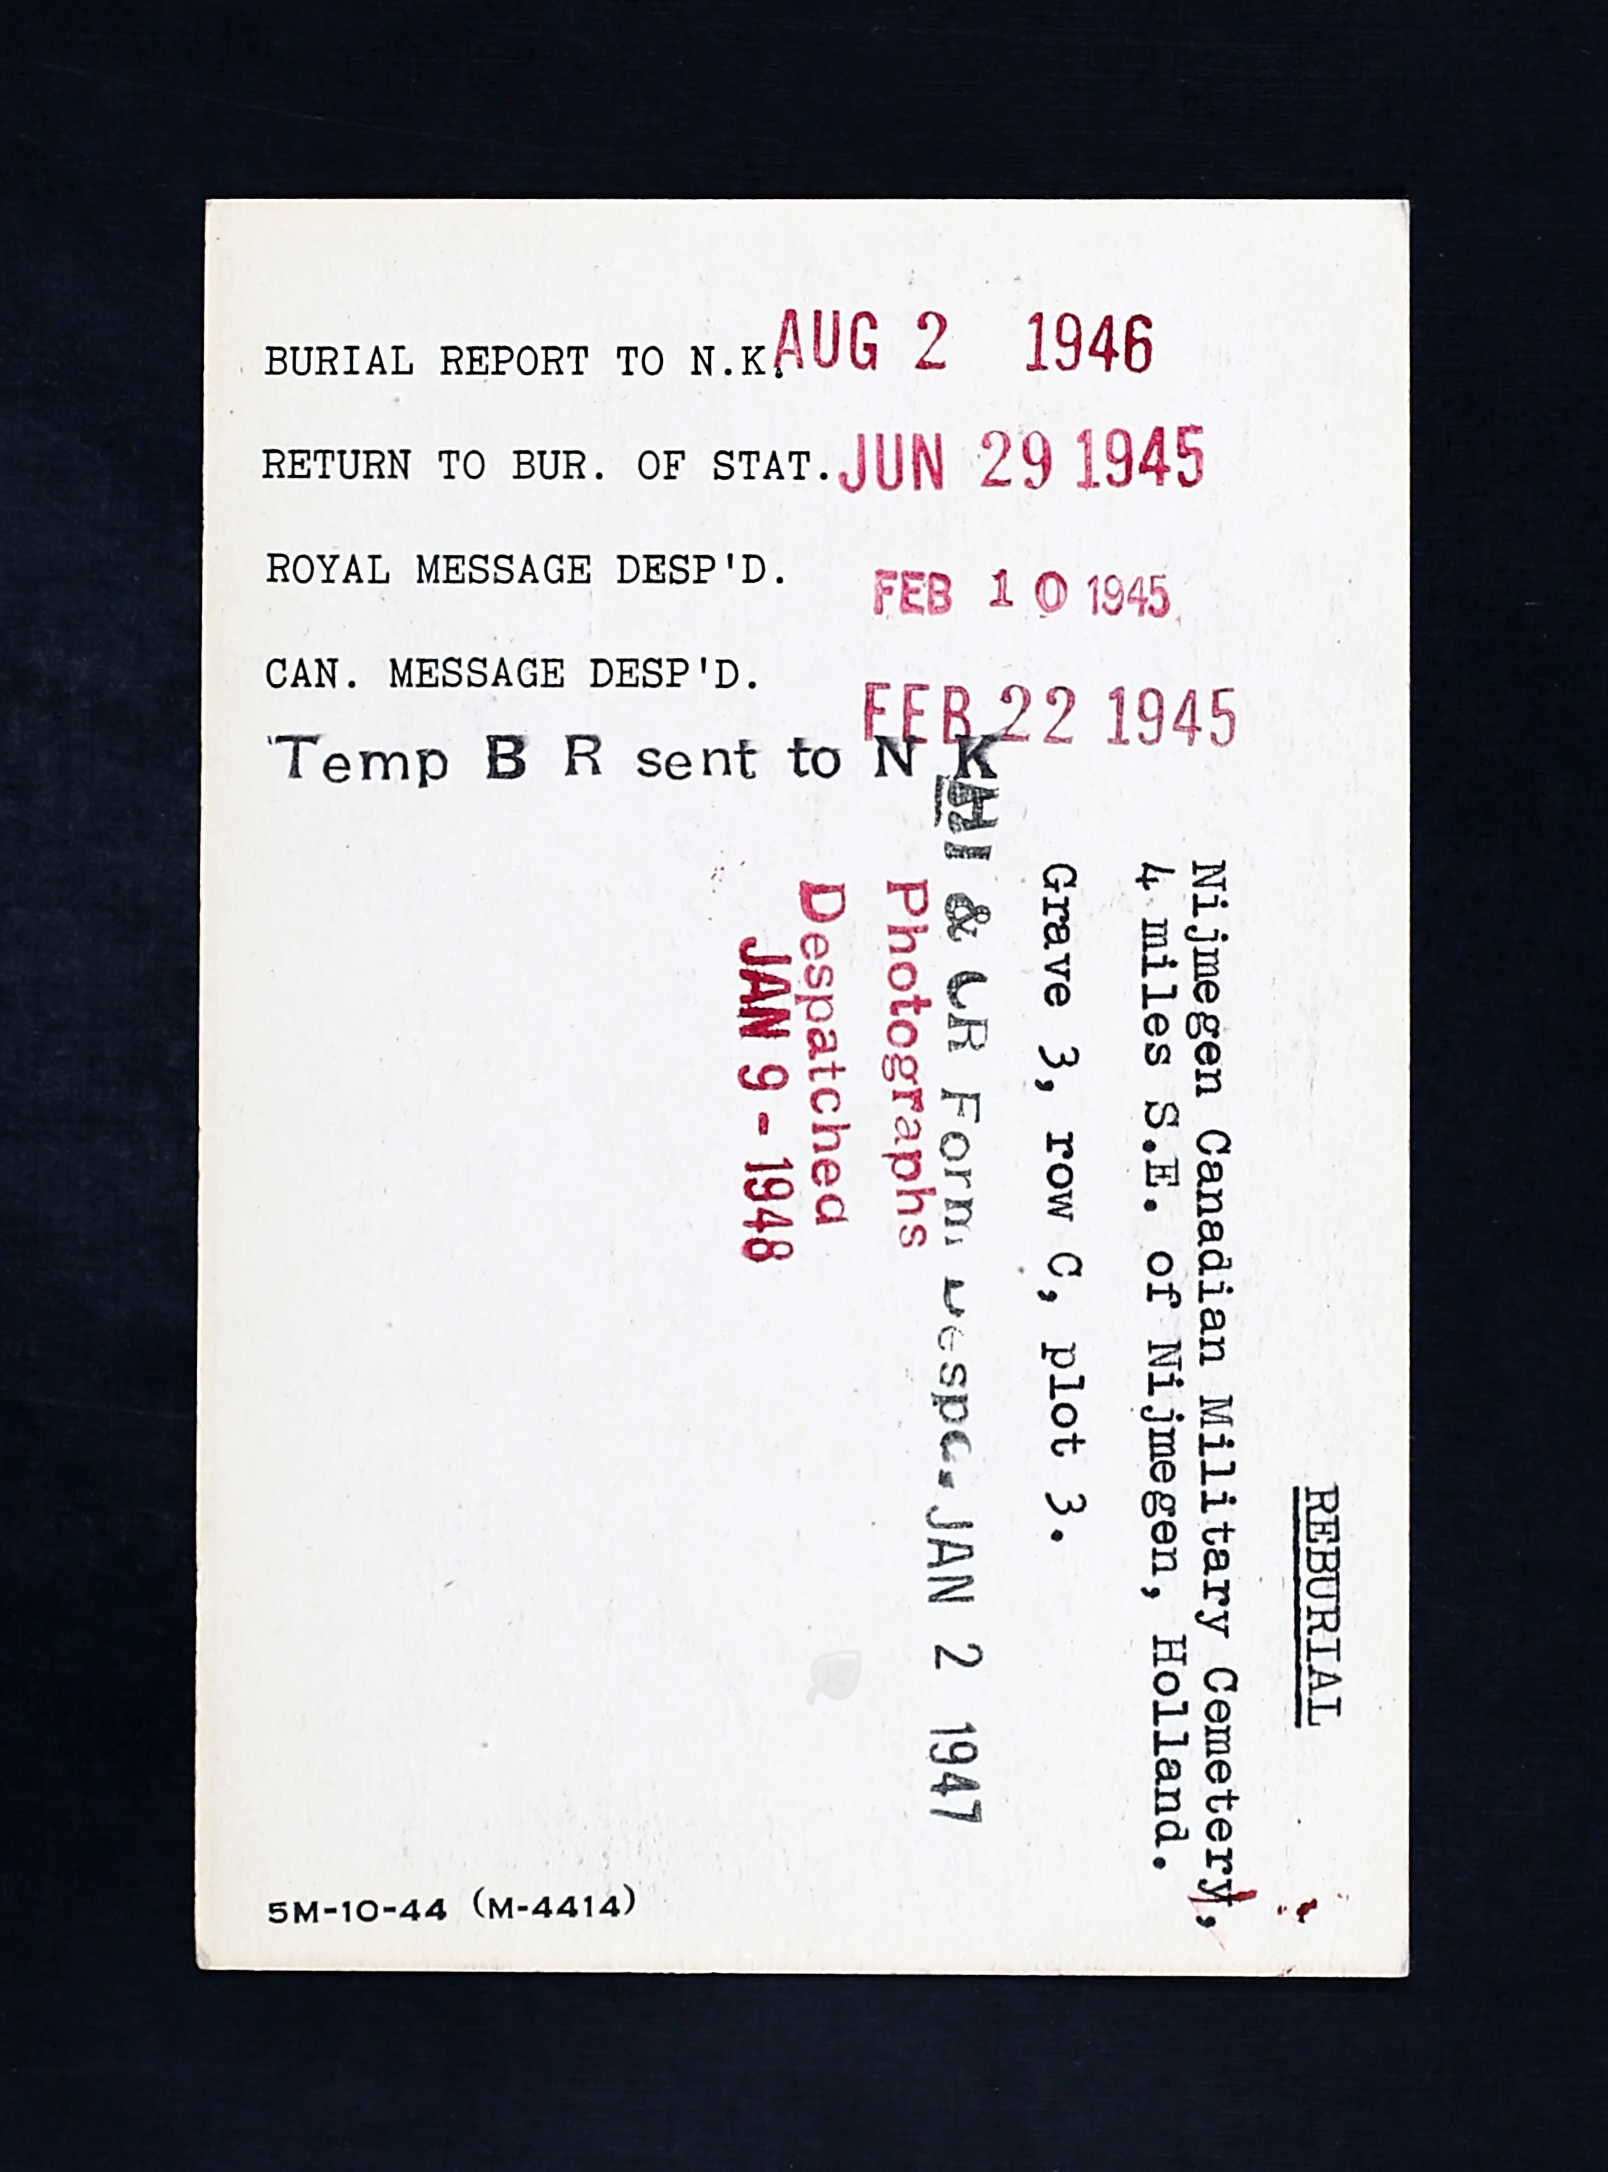 BURIAL REPORT TO N.K. AUG 2 1946
RETURN TO BUR. OF STAT. JUN 29 1945
ROYAL MESSAGE DESP'D. FEB 10 1945
CAN. MESSAGE DESP'D. FEB 22 1945
Temp B R sent to N K
REBURIAL
Nijmegen Canadian Military Cemetery,
4 miles S.E. of Nijmegen, Holland.
Grave 3, row C, plot 3.
& CR Form Despd. JAN 2 1947
Photographs
Despatched
JAN 9 - 1948
5M-10-44 (M-4414)